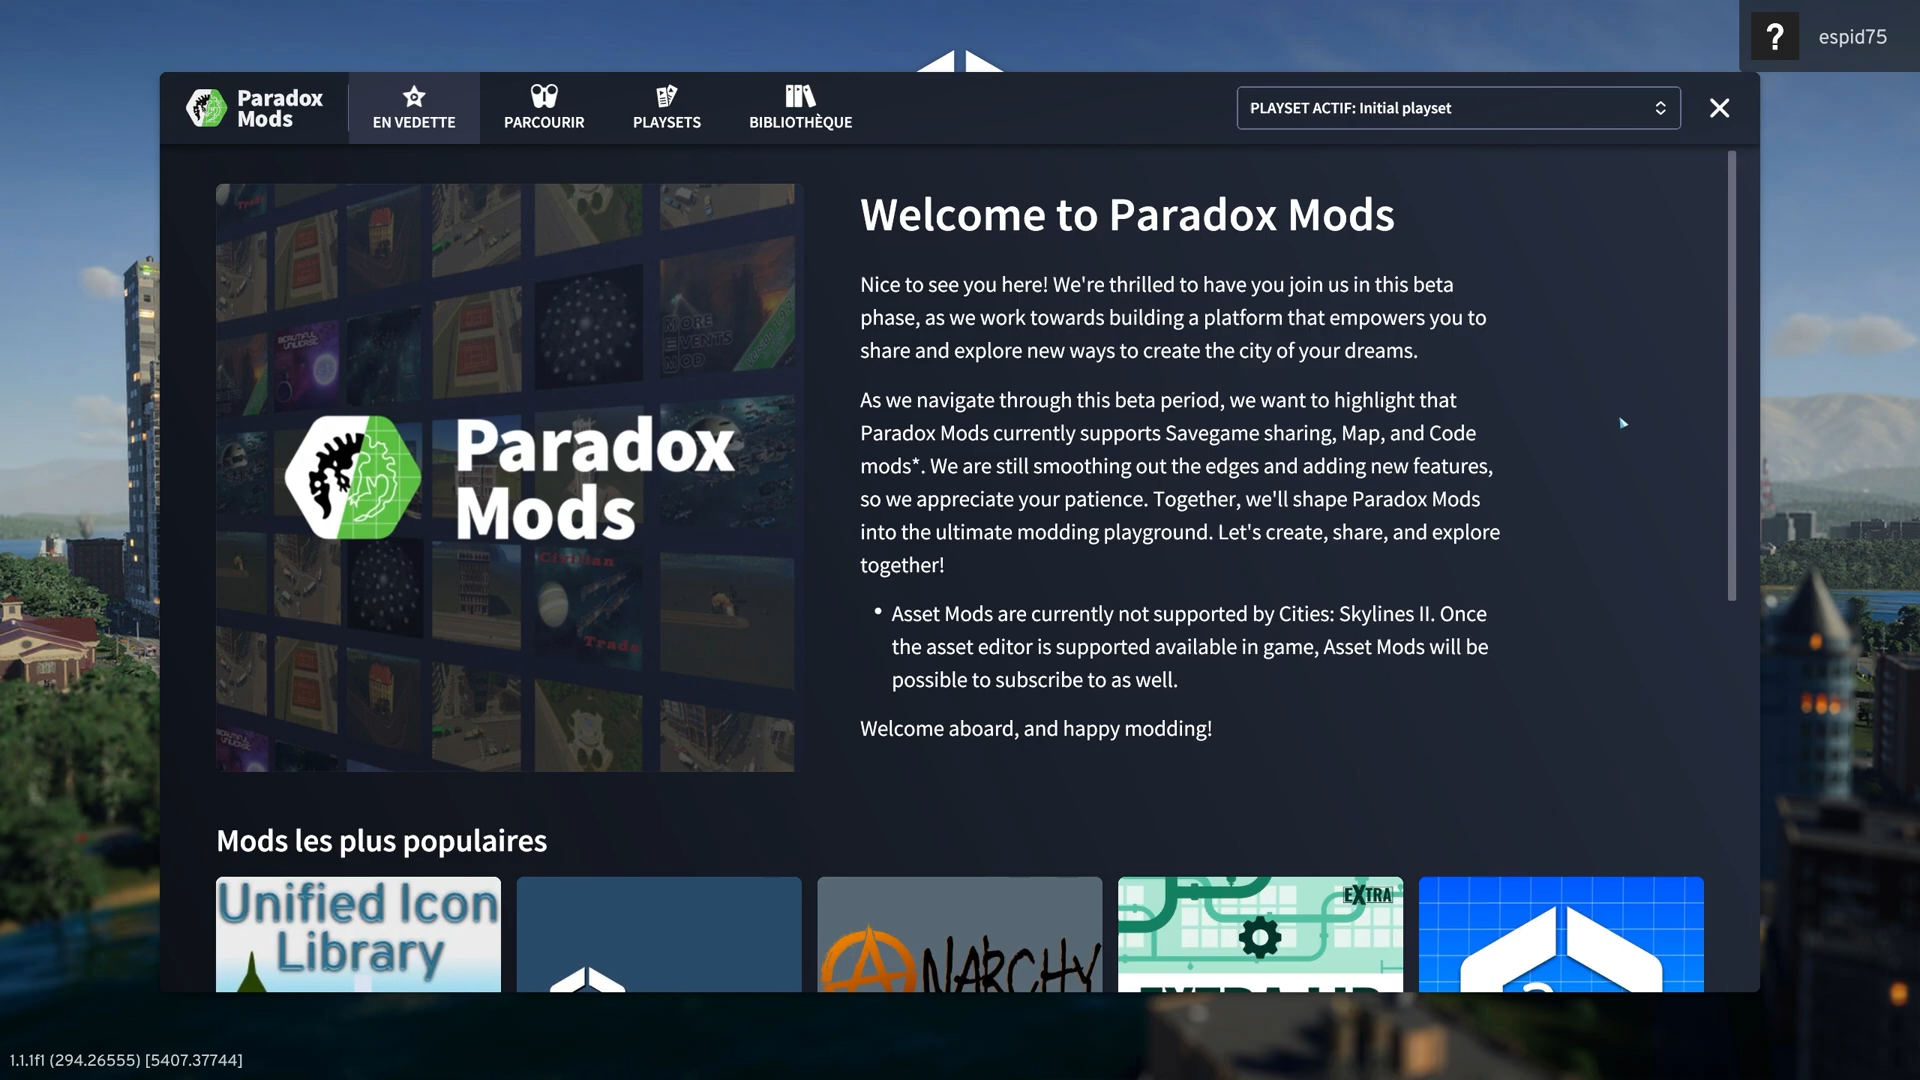 espid75
Paradox
Mods
EN VEDETTE
PARCOURIR
PLAYSETS
BIBLIOTHÈQUE
PLAYSET ACTIF: Initial playset
Welcome to Paradox Mods
Nice to see you here! We're thrilled to have you join us in this beta
phase, as we work towards building a platform that empowers you to
share and explore new ways to create the city of your dreams.
As we navigate through this beta period, we want to highlight that
Paradox Mods currently supports Savegame sharing, Map, and Code
mods*. We are still smoothing out the edges and adding new features,
so we appreciate your patience. Together, we'll shape Paradox Mods
into the ultimate modding playground. Let's create, share, and explore
together!
• Asset Mods are currently not supported by Cities: Skylines II. Once
the asset editor is supported available in game, Asset Mods will be
possible to subscribe to as well.
Welcome aboard, and happy modding!
MORE
EVENTS
MOD
BEAUTIFUL
UNIVERSE
Paradox
Mods
Civilian
Trade
Mods les plus populaires
Unified Icon
Library
ANARCHY
EXTRA
1.1.1f1 (294.26555) [5407.37744]